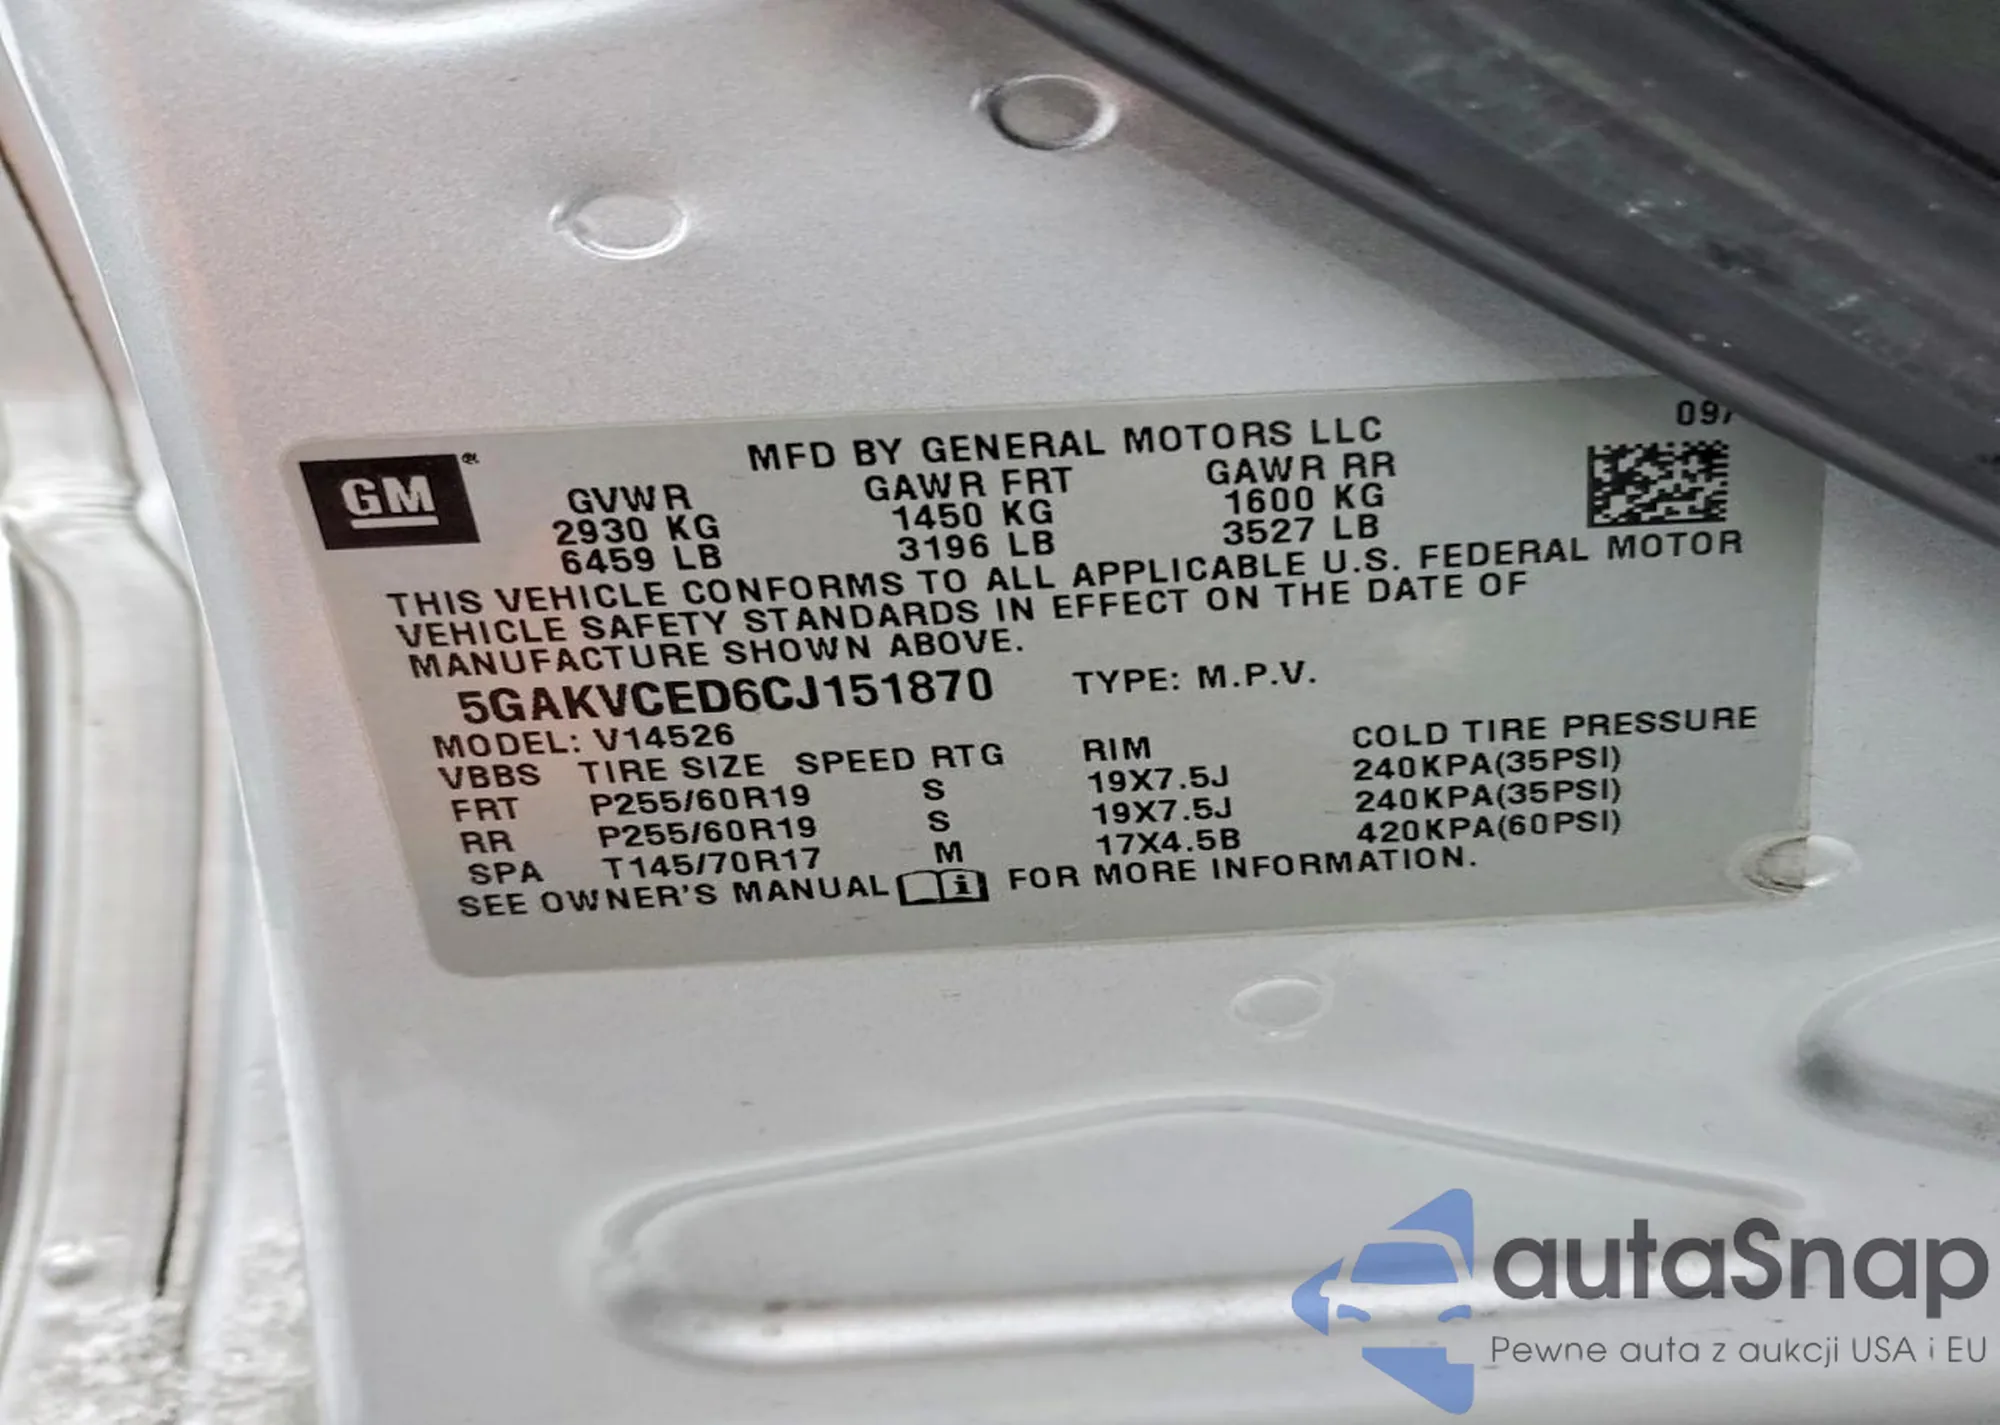 09/
MFD BY GENERAL MOTORS LLC
GM®
GVWR GAWR FRT GAWR RR
2930 KG 1450 KG 1600 KG
6459 LB 3196 LB 3527 LB
THIS VEHICLE CONFORMS TO ALL APPLICABLE U.S. FEDERAL MOTOR
VEHICLE SAFETY STANDARDS IN EFFECT ON THE DATE OF
MANUFACTURE SHOWN ABOVE.
5GAKVCED6CJ151870 TYPE: M.P.V.
MODEL: V14526
VBBS TIRE SIZE SPEED RTG RIM COLD TIRE PRESSURE
FRT P255/60R19 S 19X7.5J 240KPA(35PSI)
RR P255/60R19 S 19X7.5J 240KPA(35PSI)
SPA T145/70R17 M 17X4.5B 420KPA(60PSI)
SEE OWNER'S MANUAL i FOR MORE INFORMATION.
autaSnap
Pewne auta z aukcji USA i EU